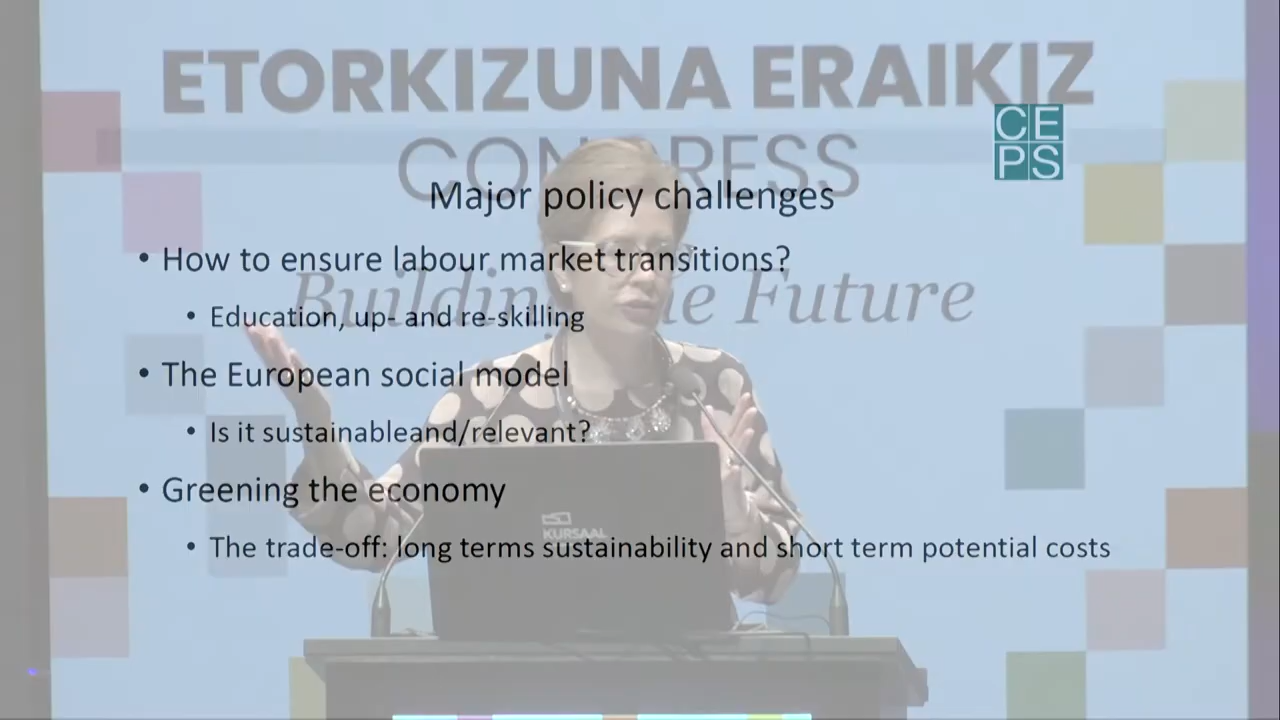 ETORKIZUNA ERAIKIZ
CONGRESS
Building the Future
CE
PS
Major policy challenges
• How to ensure labour market transitions?
• Education, up- and re-skilling
• The European social model
• Is it sustainableand/relevant?
• Greening the economy
• The trade-off: long terms sustainability and short term potential costs
KURSAAL